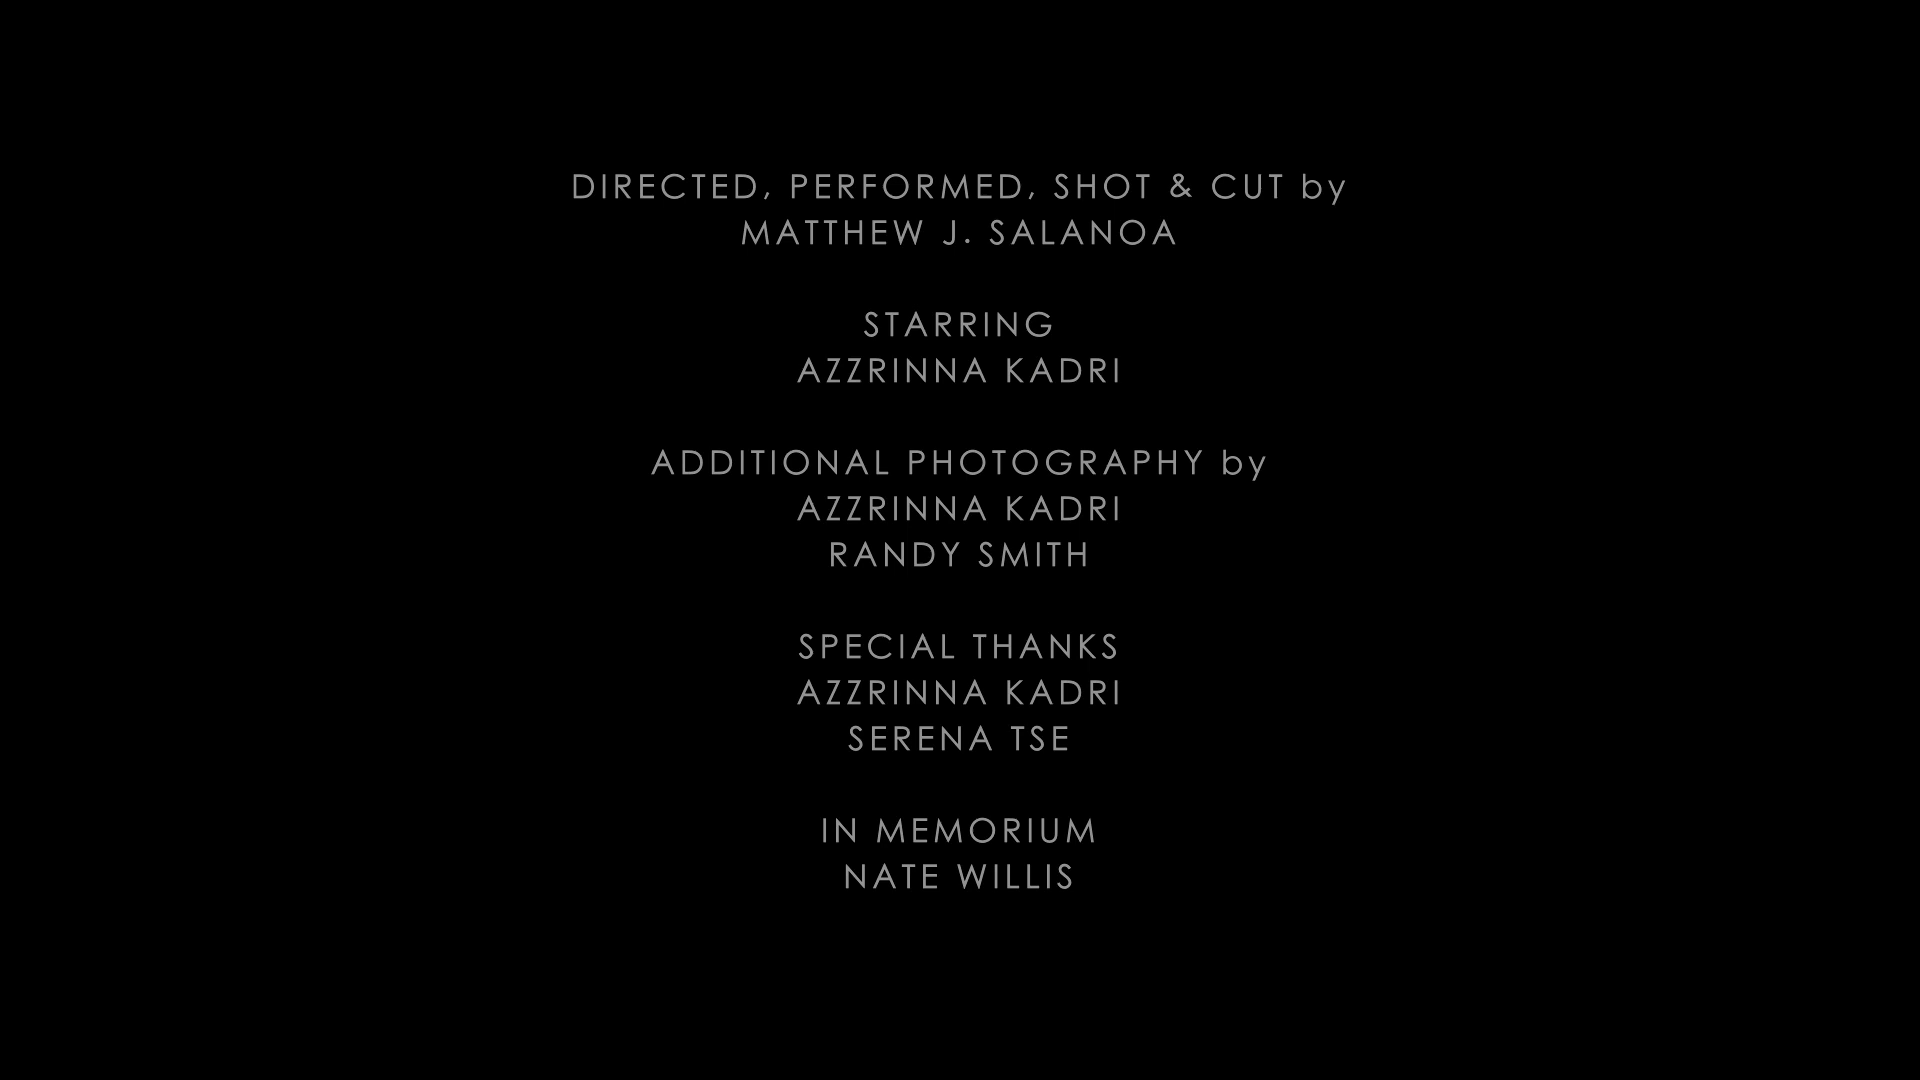 DIRECTED, PERFORMED, SHOT & CUT by
MATTHEW J. SALANOA
STARRING
AZZRINNA KADRI
ADDITIONAL PHOTOGRAPHY by
AZZRINNA KADRI
RANDY SMITH
SPECIAL THANKS
AZZRINNA KADRI
SERENA TSE
IN MEMORIUM
NATE WILLIS